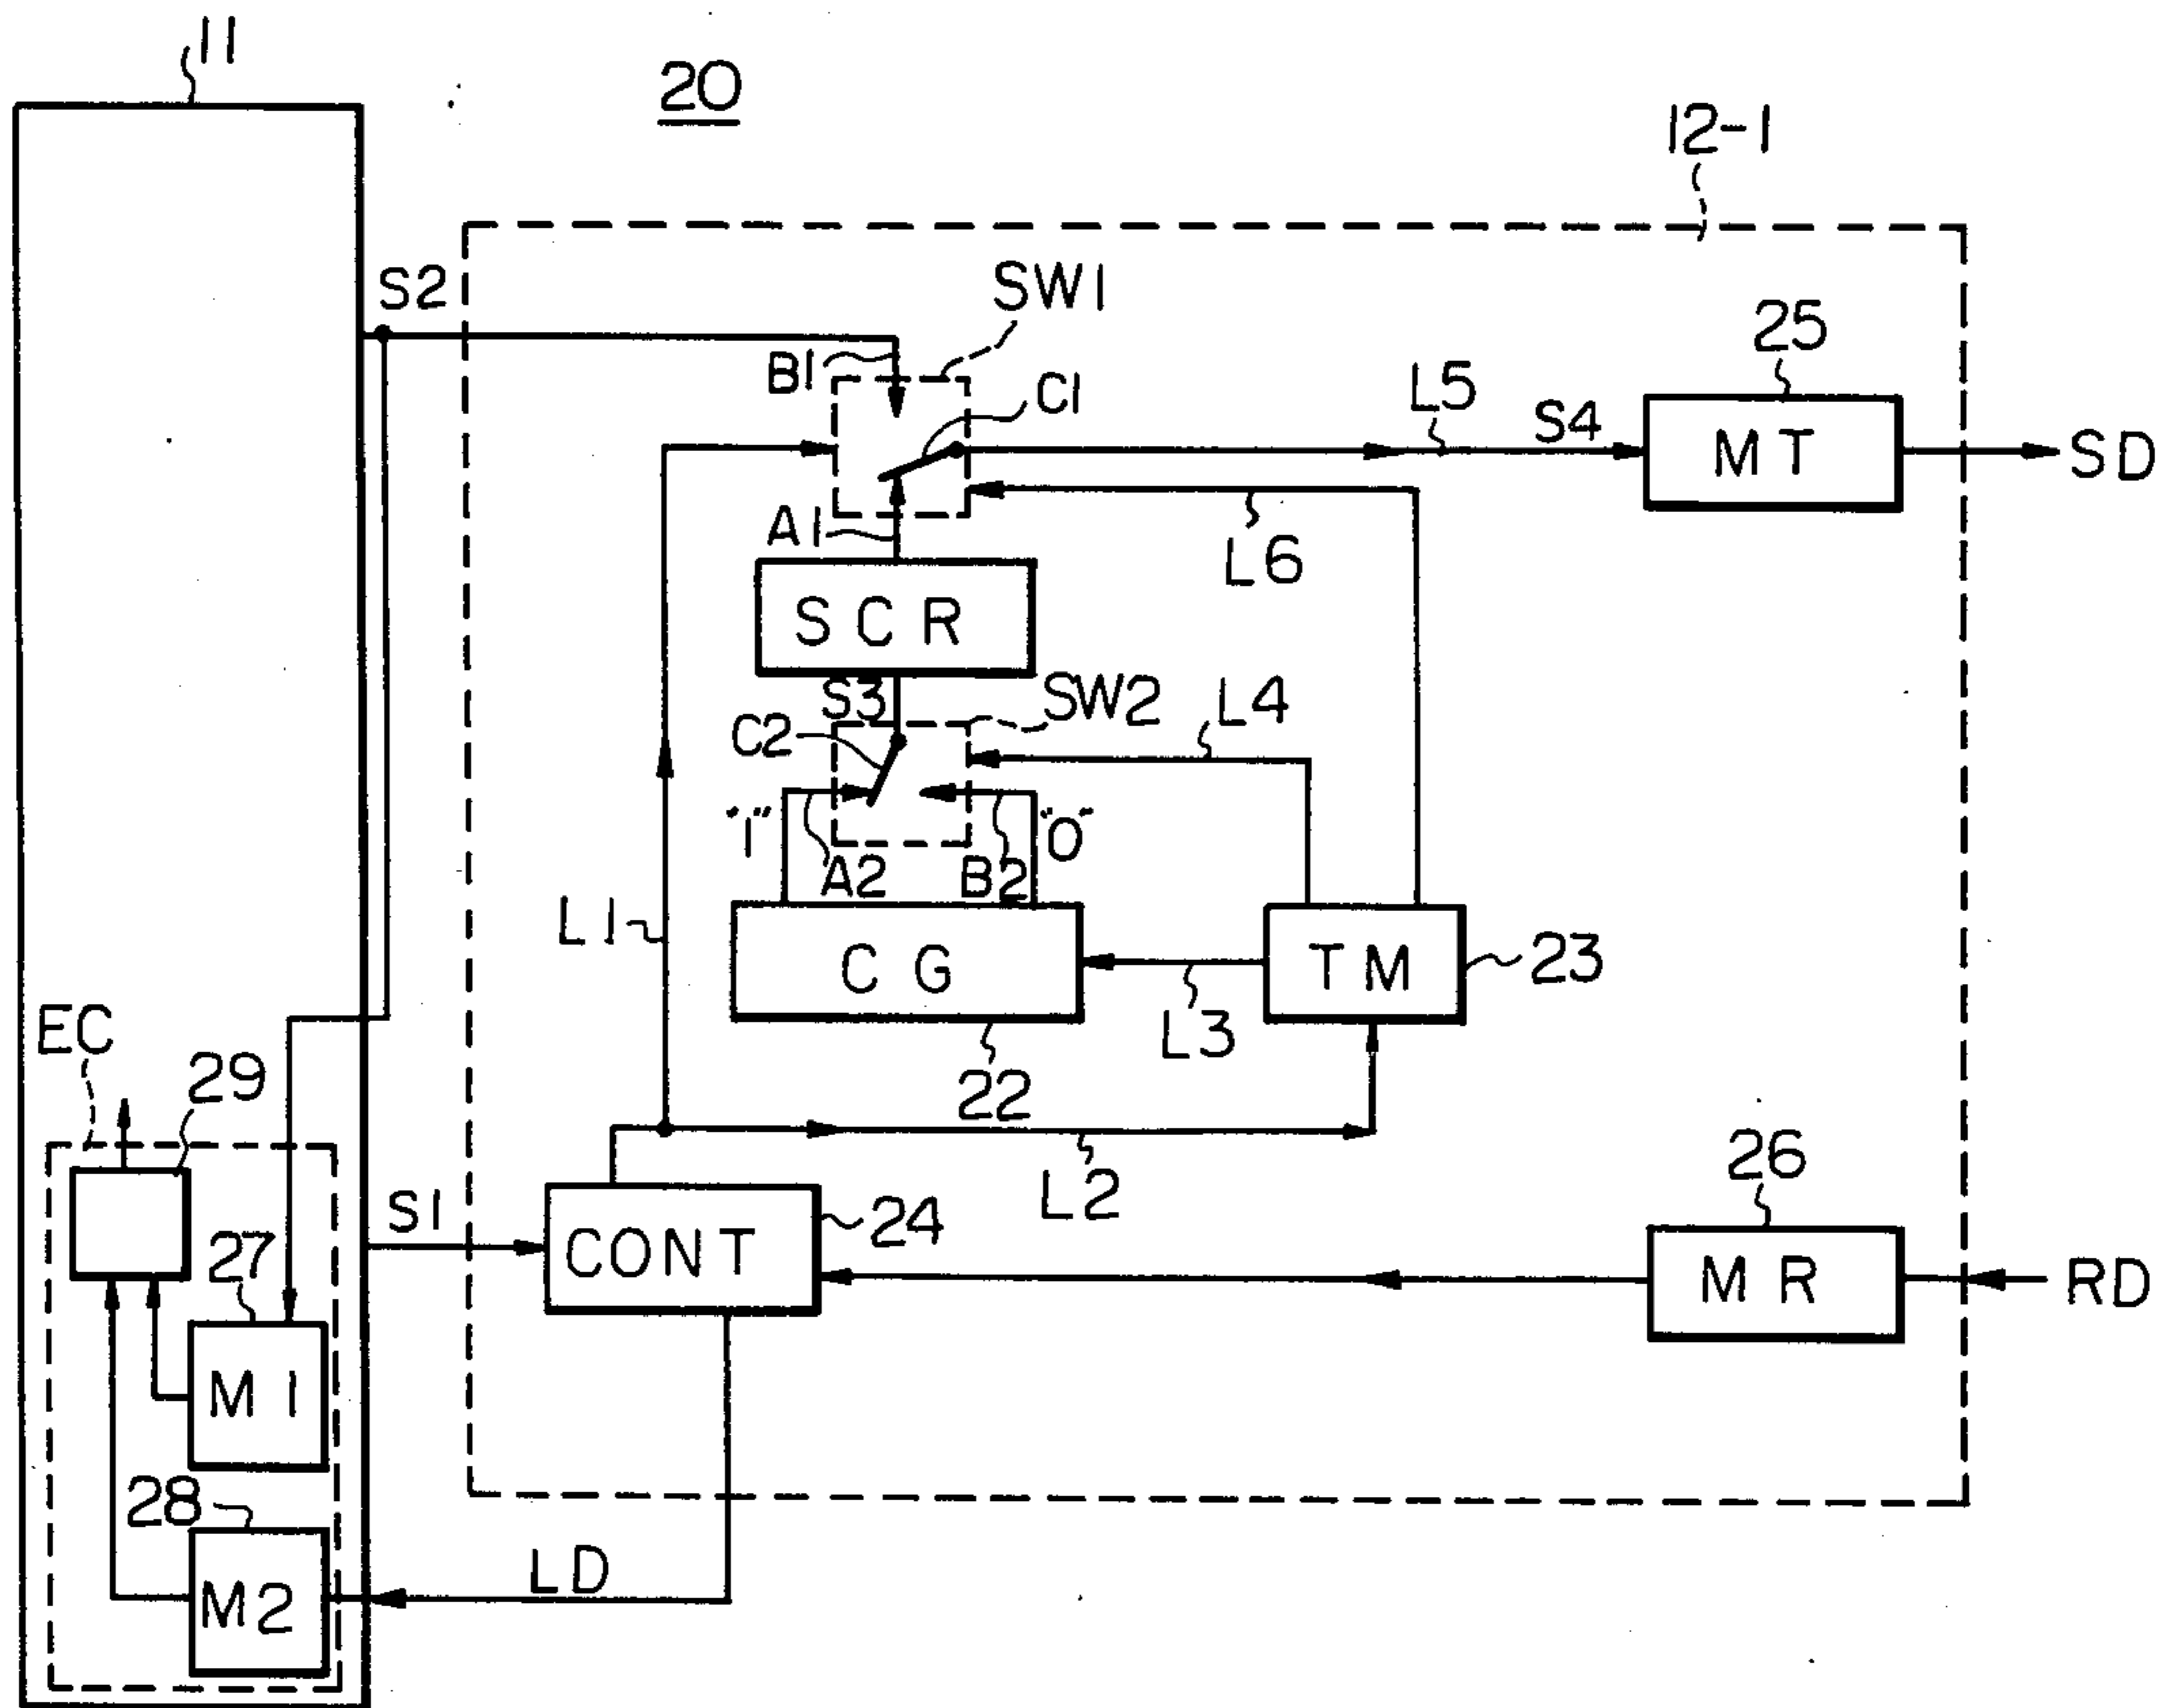 11
20
12-1
S2
SW1
B1
C1
L5
S4
25
MT
SD
A1
L6
SCR
S3
SW2
L4
C2
"1"
"0"
A2
B2
L1
CG
TM
23
L3
22
EC
29
L2
26
S1
24
27
CONT
MR
RD
M1
28
LD
M2